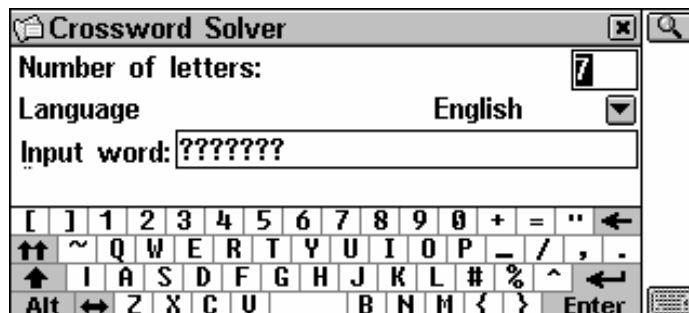 Crossword Solver
Number of letters: 7
Language English
Input word: ???????
[ ] 1 2 3 4 5 6 7 8 9 0 + = "
~ Q W E R T Y U I O P _ / , .
| A S D F G H J K L # % ^
Alt Z X C V B N M { } Enter